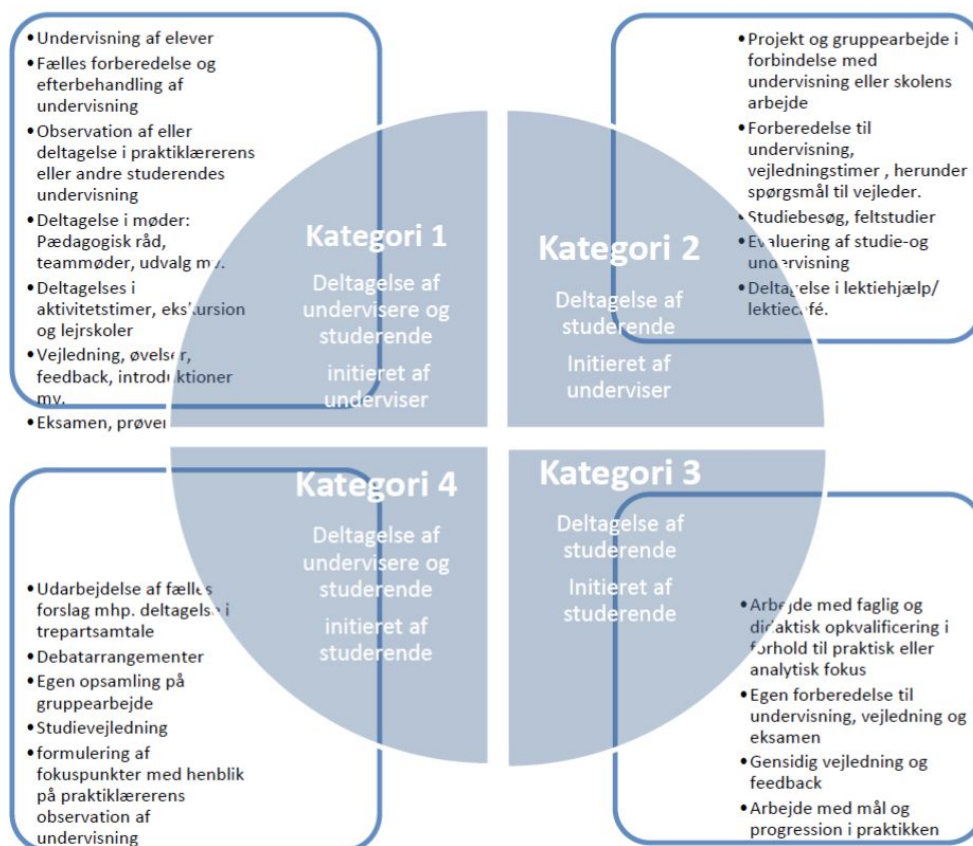 •Undervisning af elever
•Fælles forberedelse og
efterbehandling af
undervisning
•Observation af eller
deltagelse i praktiklærerens
eller andre studerendes
undervisning
•Deltagelse i møder:
Pædagogisk råd,
teammøder, udvalg mv.
•Deltagelses i
aktivitetstimer, ekskursion
og lejrskoler
•Vejledning, øvelser,
feedback, introduktioner
mv.
•Eksamen, prøver
Kategori 1
Deltagelse af
undervisere og
studerende
initieret af
underviser
•Projekt og gruppearbejde i
forbindelse med
undervisning eller skolens
arbejde
•Forberedelse til
undervisning,
vejledningstimer , herunder
spørgsmål til vejleder.
•Studiebesøg, feltstudier
•Evaluering af studie-og
undervisning
•Deltagelse i lektiehjælp/
lektiecafé.
Kategori 2
Deltagelse af
studerende
Initieret af
underviser
Kategori 4
Deltagelse af
undervisere og
studerende
initieret af
studerende
•Udarbejdelse af fælles
forslag mhp. deltagelse i
trepartsamtale
•Debatarrangementer
•Egen opsamling på
gruppearbejde
•Studievejledning
•formulering af
fokuspunkter med henblik
på praktiklærerens
observation af
undervisning
Kategori 3
Deltagelse af
studerende
Initieret af
studerende
•Arbejde med faglig og
didaktisk opkvalificering i
forhold til praktisk eller
analytisk fokus
•Egen forberedelse til
undervisning, vejledning og
eksamen
•Gensidig vejledning og
feedback
•Arbejde med mål og
progression i praktikken